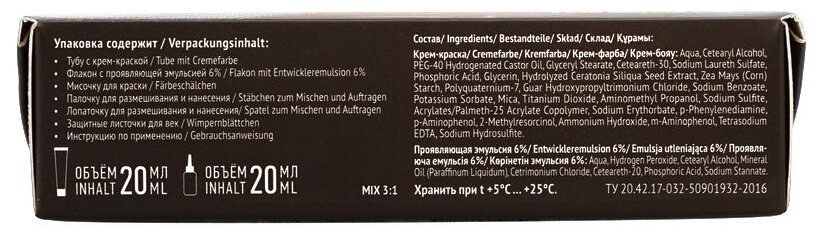 Упаковка содержит / Verpackungsinhalt:
• Тубу с крем-краской / Tube mit Cremefarbe
• Флакон с проявляющей эмульсией 6% / Flakon mit Entwickleremulsion 6%
• Мисочку для краски / Färbeschälchen
• Палочку для размешивания и нанесения / Stäbchen zum Mischen und Auftragen
• Лопаточку для размешивания и нанесения/ Spatel zum Mischen und Auftragen
• Защитные листочки для век / Wimpernblättchen
• Инструкцию по применению / Gebrauchsanweisung
ОБЪЁМ INHALT 20 МЛ ML
ОБЪЁМ INHALT 20 МЛ ML
MIX 3:1
Состав/ Ingredients/ Bestandteile/ Skład/ Склад/ Құрамы:
Крем-краска/ Cremefarbe/ Kremfarba/ Крем-фарба/ Крем-бояу: Aqua, Cetearyl Alcohol,
PEG-40 Hydrogenated Castor Oil, Glyceryl Stearate, Ceteareth-30, Sodium Laureth Sulfate,
Phosphoric Acid, Glycerin, Hydrolyzed Ceratonia Siliqua Seed Extract, Zea Mays (Corn)
Starch, Polyquaternium-7, Guar Hydroxypropyltrimonium Chloride, Sodium Benzoate,
Potassium Sorbate, Mica, Titanium Dioxide, Aminomethyl Propanol, Sodium Sulfite,
Acrylates/Palmeth-25 Acrylate Copolymer, Sodium Erythorbate, p-Phenylenediamine,
p-Aminophenol, 2-Methylresorcinol, Ammonium Hydroxide, m-Aminophenol, Tetrasodium
EDTA, Sodium Hydrosulfite.
Проявляющая эмульсия 6%/ Entwickleremulsion 6%/ Emulsja utleniająca 6%/ Проявля-
юча емульсія 6%/ Көрінетін эмульсия 6%: Aqua, Hydrogen Peroxide, Cetearyl Alcohol, Mineral
Oil (Paraffinum Liquidum), Cetrimonium Chloride, Ceteareth-20, Phosphoric Acid, Sodium Stannate.
Хранить при t +5°C ... +25°C.
ТУ 20.42.17-032-50901932-2016